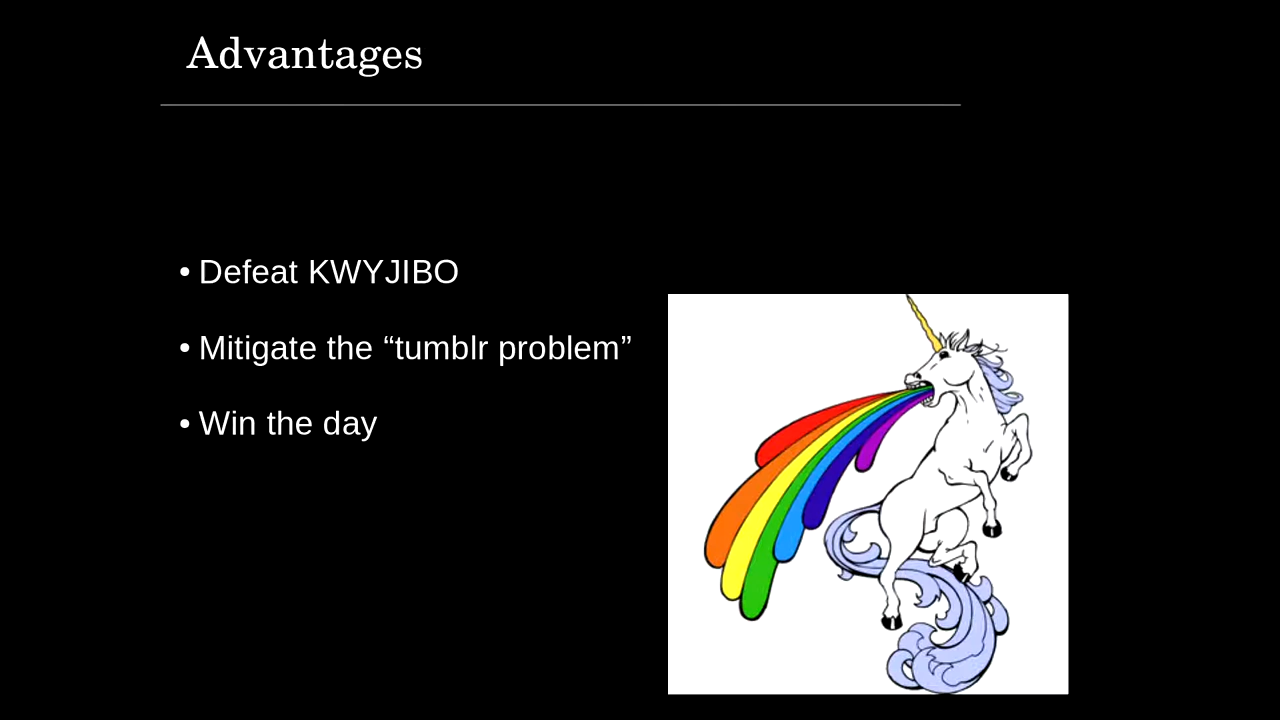 Advantages
• Defeat KWYJIBO
• Mitigate the “tumblr problem”
• Win the day